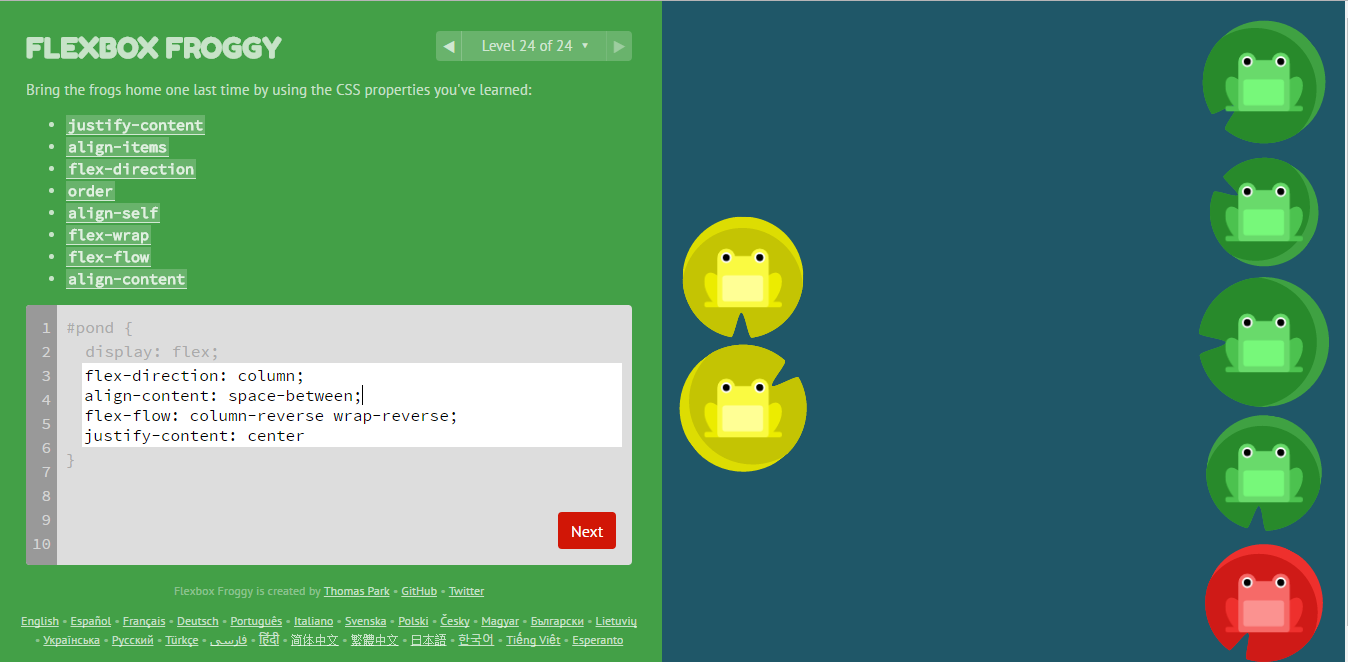 FLEXBOX FROGGY
◀ Level 24 of 24 ▼ ▶
Bring the frogs home one last time by using the CSS properties you've learned:
• justify-content
• align-items
• flex-direction
• order
• align-self
• flex-wrap
• flex-flow
• align-content
1 #pond {
2 display: flex;
3 flex-direction: column;
4 align-content: space-between;
5 flex-flow: column-reverse wrap-reverse;
6 justify-content: center
7 }
8
9
10
Next
Flexbox Froggy is created by Thomas Park • GitHub • Twitter
English • Español • Français • Deutsch • Português • Italiano • Svenska • Polski • Česky • Magyar • Български • Lietuvių
• Українська • Русский • Türkçe • فارسی • हिंदी • 简体中文 • 繁體中文 • 日本語 • 한국어 • Tiếng Việt • Esperanto